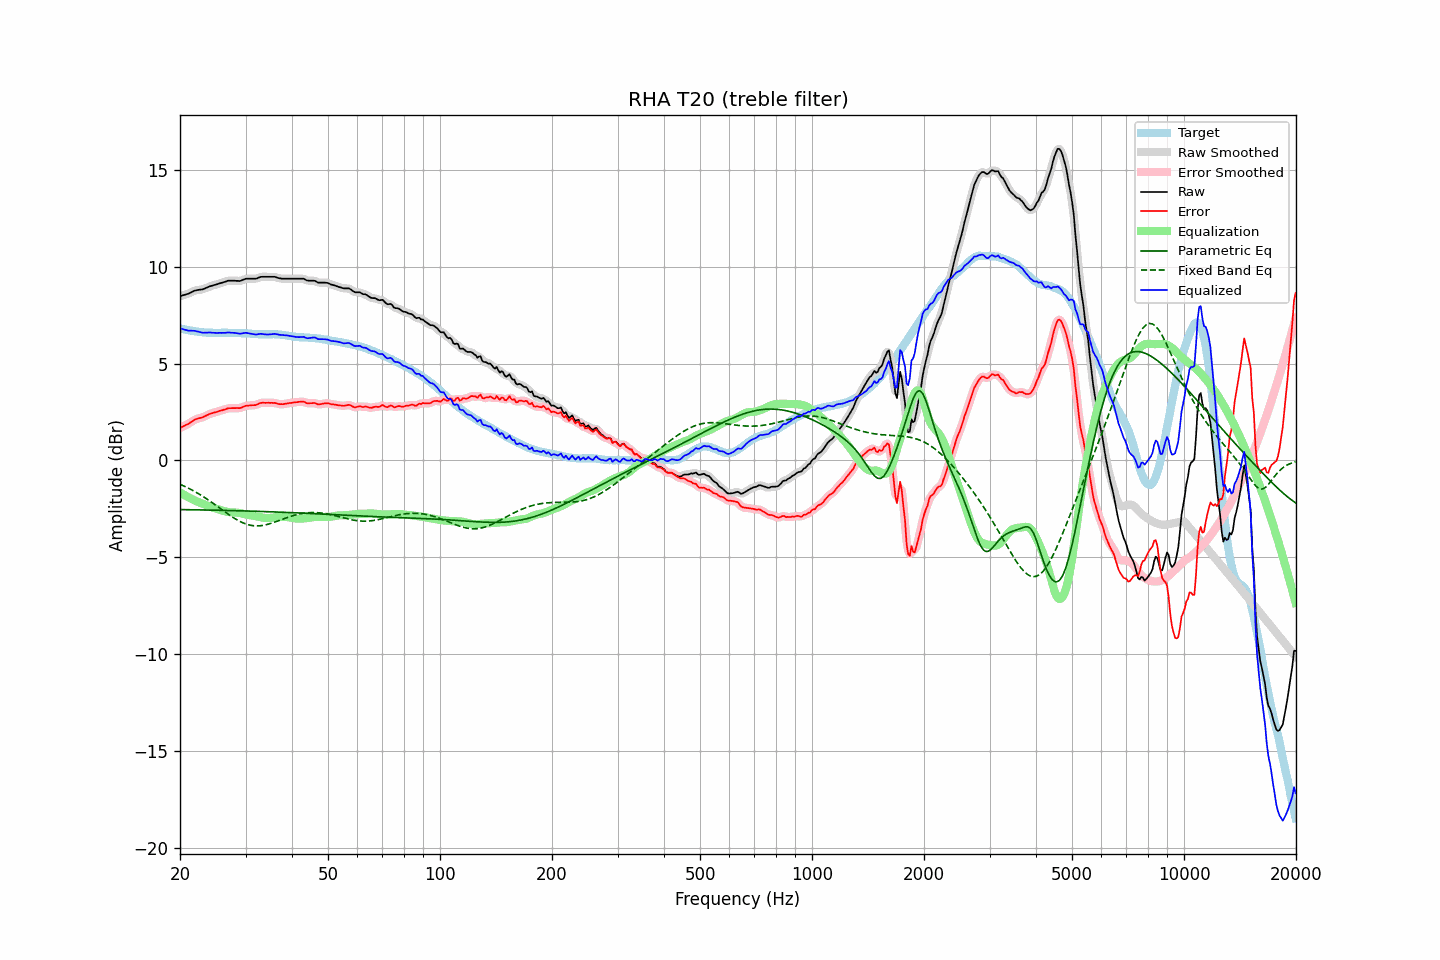 RHA T20 (treble filter)
Target
Raw Smoothed
Error Smoothed
Raw
Error
Equalization
Parametric Eq
Fixed Band Eq
Equalized
Amplitude (dBr)
15
10
5
0
−5
−10
−15
−20
20 50 100 200 500 1000 2000 5000 10000 20000
Frequency (Hz)